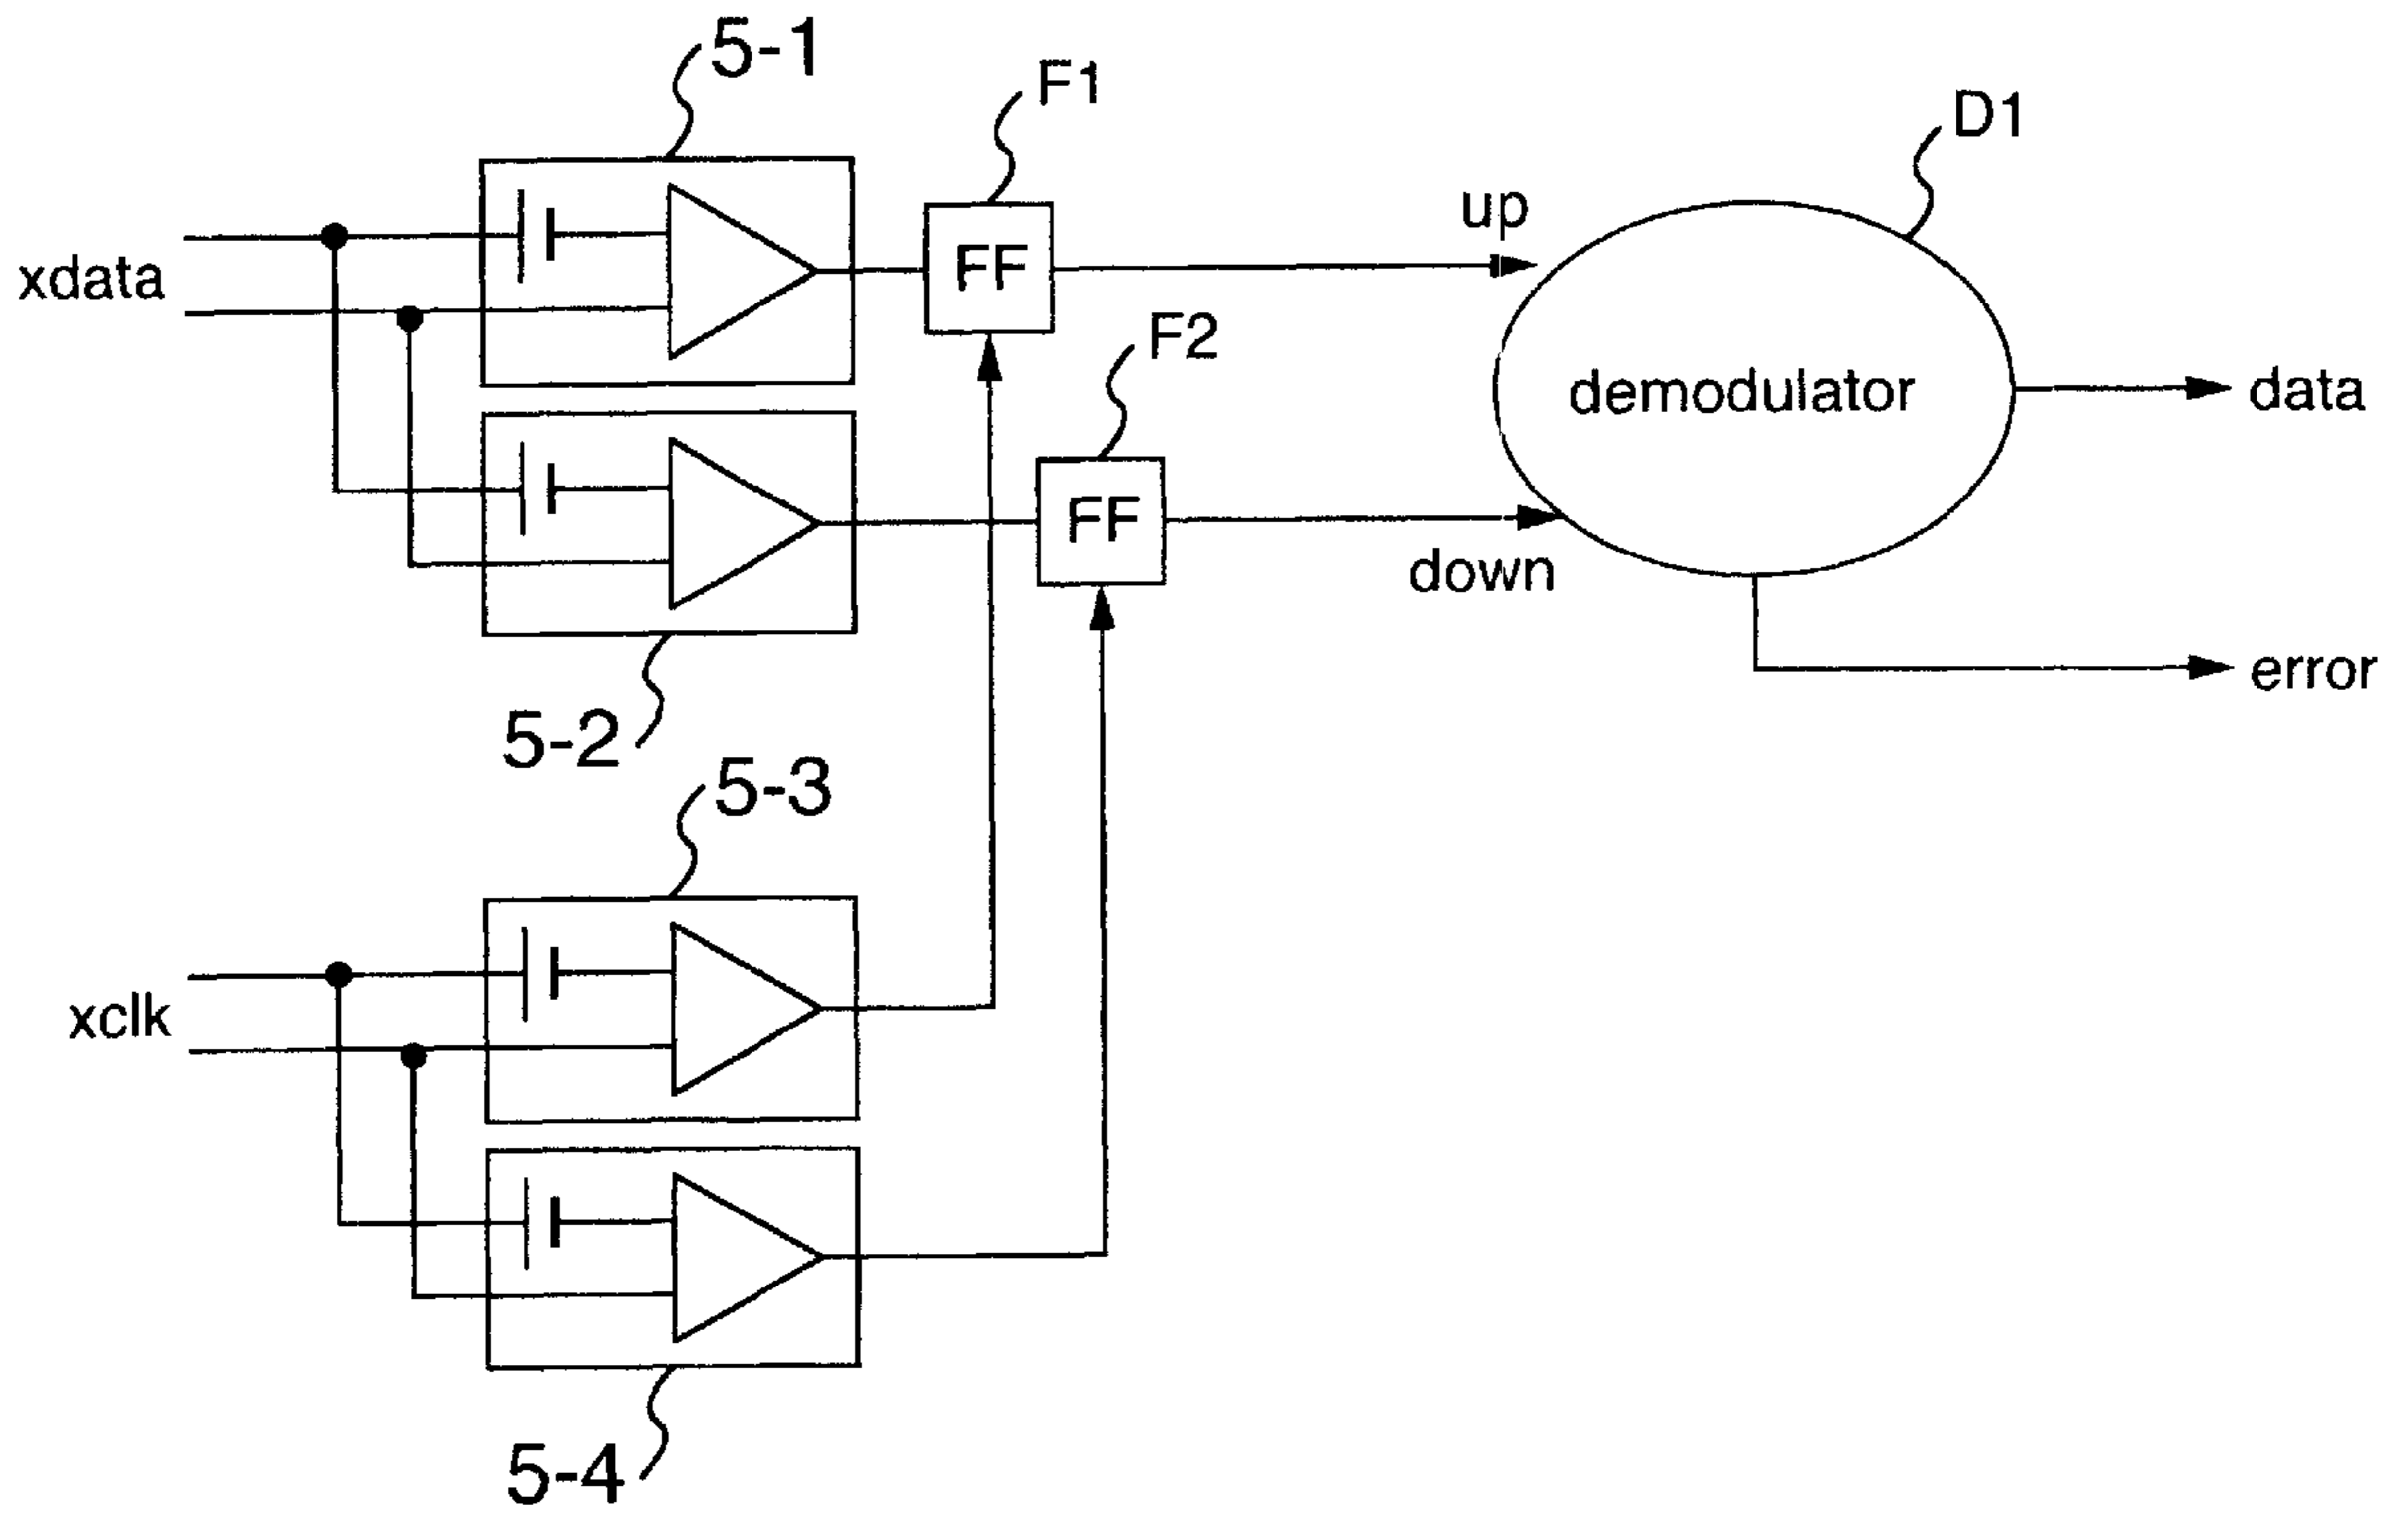 5-1
F1
D1
up
xdata
FF
F2
demodulator
data
FF
down
error
5-2
5-3
xclk
5-4